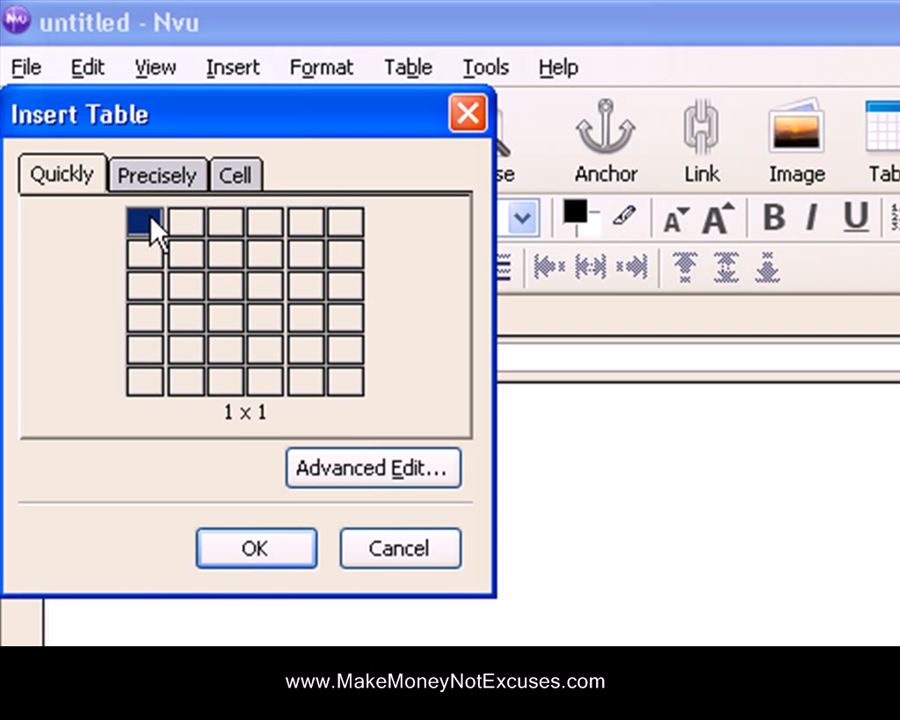 untitled - Nvu
File Edit View Insert Format Table Tools Help
Insert Table
Quickly Precisely Cell
Anchor Link Image
B I U
1 x 1
Advanced Edit...
OK Cancel
www.MakeMoneyNotExcuses.com